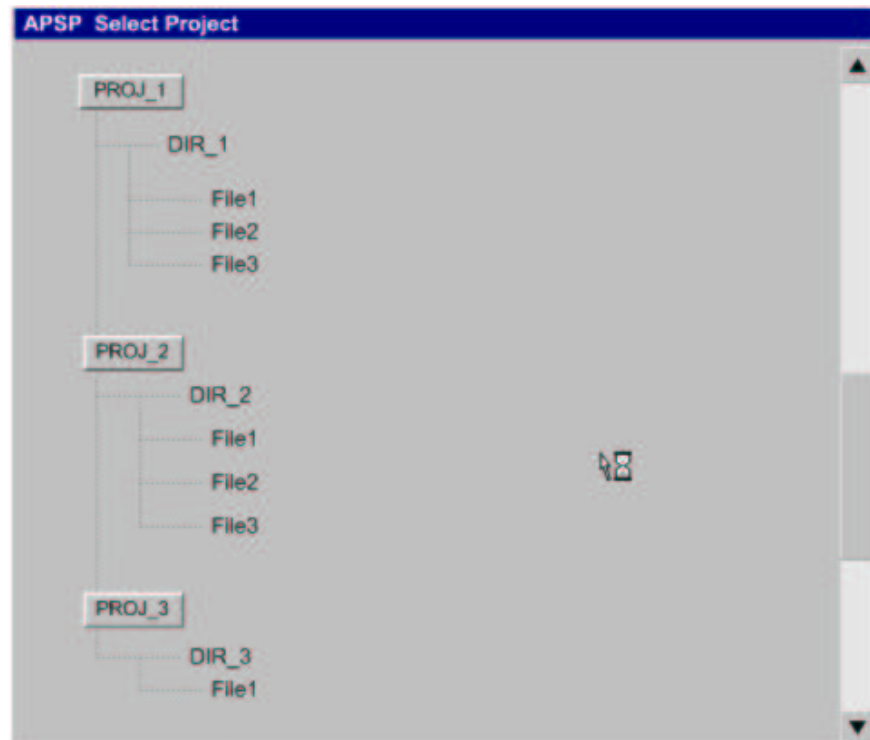 APSP Select Project
PROJ_1
DIR_1
File1
File2
File3
PROJ_2
DIR_2
File1
File2
File3
PROJ_3
DIR_3
File1